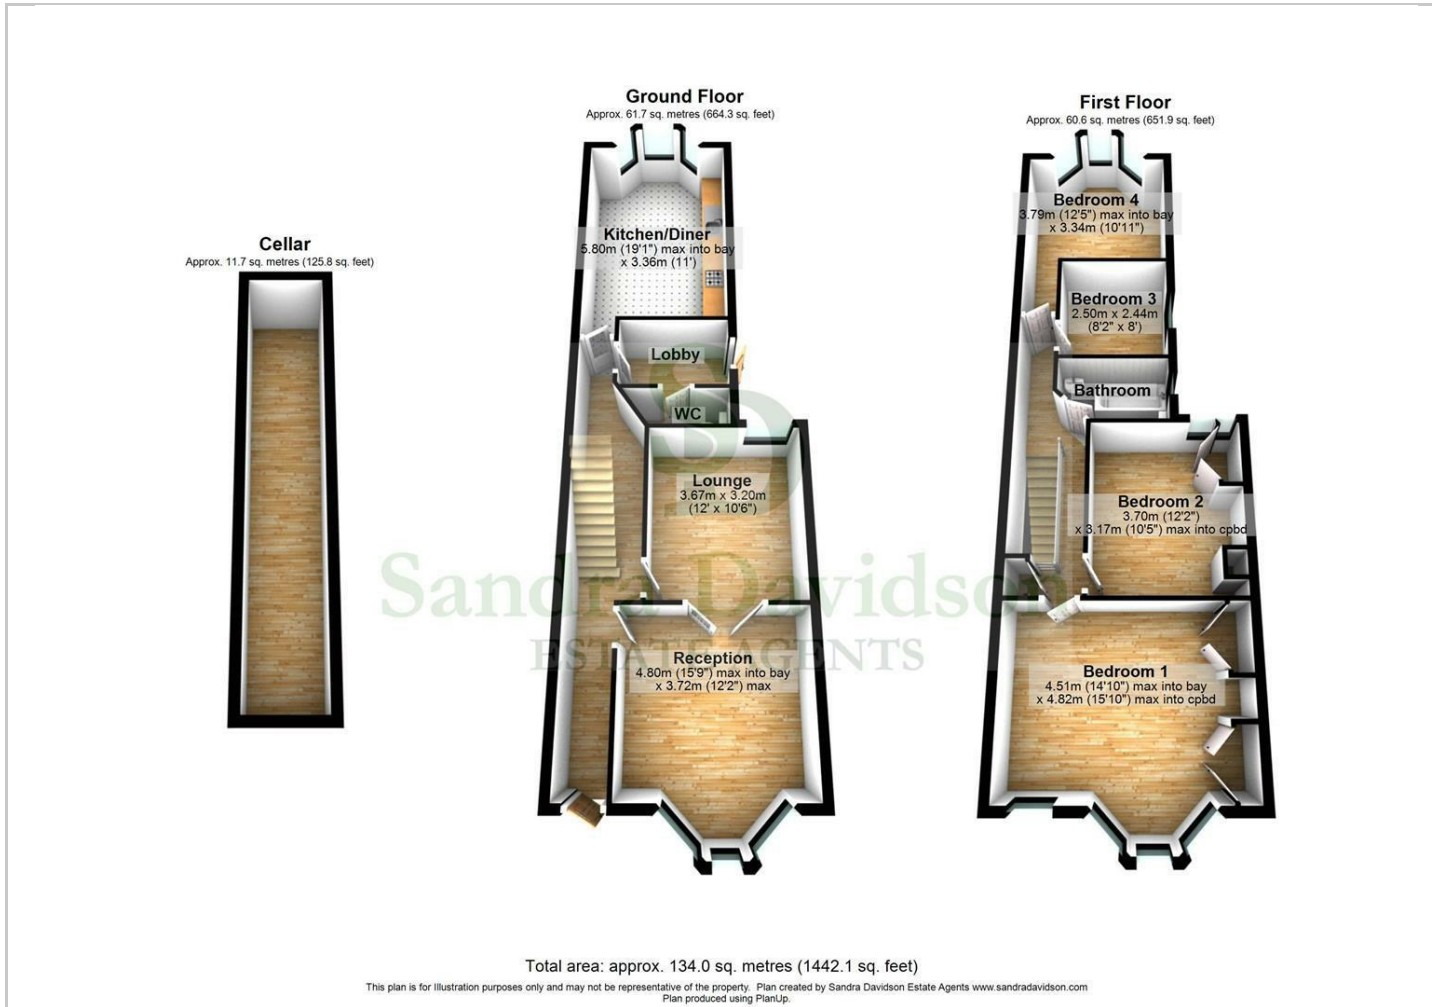 Cellar
Approx. 11.7 sq. metres (125.8 sq. feet)
Ground Floor
Approx. 61.7 sq. metres (664.3 sq. feet)
Kitchen/Diner
5.80m (19'1") max into bay
x 3.36m (11')
Lobby
WC
Lounge
3.67m x 3.20m
(12' x 10'6")
Reception
4.80m (15'9") max into bay
x 3.72m (12'2") max
First Floor
Approx. 60.6 sq. metres (651.9 sq. feet)
Bedroom 4
3.79m (12'5") max into bay
x 3.34m (10'11")
Bedroom 3
2.50m x 2.44m
(8'2" x 8')
Bathroom
Bedroom 2
3.70m (12'2")
x 3.17m (10'5") max into cpbd
Bedroom 1
4.51m (14'10") max into bay
x 4.82m (15'10") max into cpbd
Sandra Davidson
ESTATE AGENTS
Total area: approx. 134.0 sq. metres (1442.1 sq. feet)
This plan is for Illustration purposes only and may not be representative of the property. Plan created by Sandra Davidson Estate Agents www.sandradavidson.com
Plan produced using PlanUp.